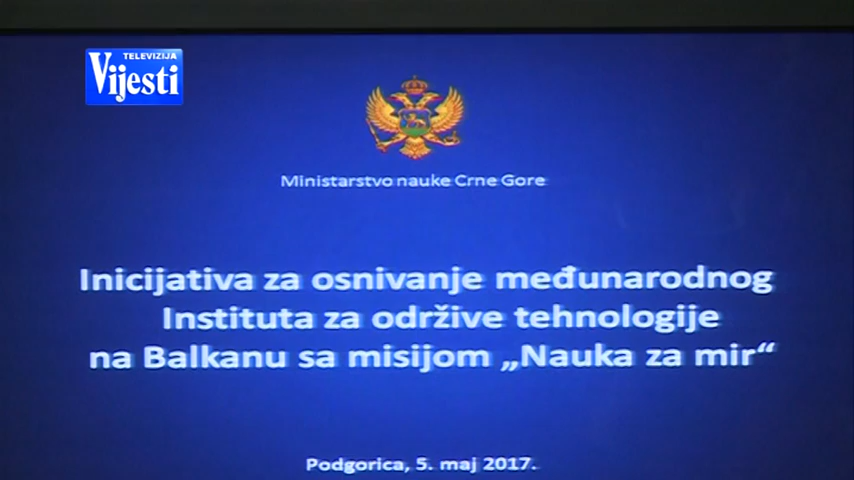 TELEVIZIJA
Vijesti
Ministarstvo nauke Crne Gore
Inicijativa za osnivanje međunarodnog
Instituta za održive tehnologije
na Balkanu sa misijom „Nauka za mir“
Podgorica, 5. maj 2017.